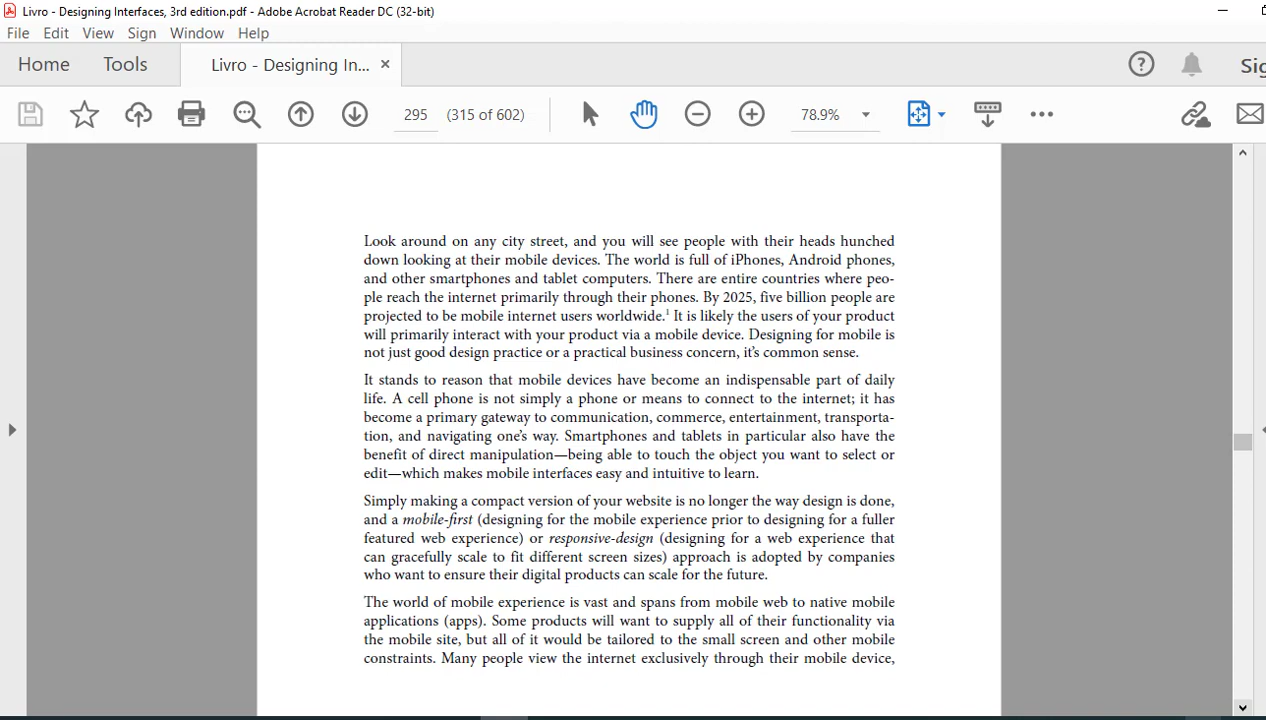 Livro - Designing Interfaces, 3rd edition.pdf - Adobe Acrobat Reader DC (32-bit)
File Edit View Sign Window Help
Home Tools Livro - Designing In... ×
295 (315 of 602) 78.9%
Look around on any city street, and you will see people with their heads hunched
down looking at their mobile devices. The world is full of iPhones, Android phones,
and other smartphones and tablet computers. There are entire countries where peo-
ple reach the internet primarily through their phones. By 2025, five billion people are
projected to be mobile internet users worldwide.¹ It is likely the users of your product
will primarily interact with your product via a mobile device. Designing for mobile is
not just good design practice or a practical business concern, it's common sense.
It stands to reason that mobile devices have become an indispensable part of daily
life. A cell phone is not simply a phone or means to connect to the internet; it has
become a primary gateway to communication, commerce, entertainment, transporta-
tion, and navigating one's way. Smartphones and tablets in particular also have the
benefit of direct manipulation—being able to touch the object you want to select or
edit—which makes mobile interfaces easy and intuitive to learn.
Simply making a compact version of your website is no longer the way design is done,
and a mobile-first (designing for the mobile experience prior to designing for a fuller
featured web experience) or responsive-design (designing for a web experience that
can gracefully scale to fit different screen sizes) approach is adopted by companies
who want to ensure their digital products can scale for the future.
The world of mobile experience is vast and spans from mobile web to native mobile
applications (apps). Some products will want to supply all of their functionality via
the mobile site, but all of it would be tailored to the small screen and other mobile
constraints. Many people view the internet exclusively through their mobile device,